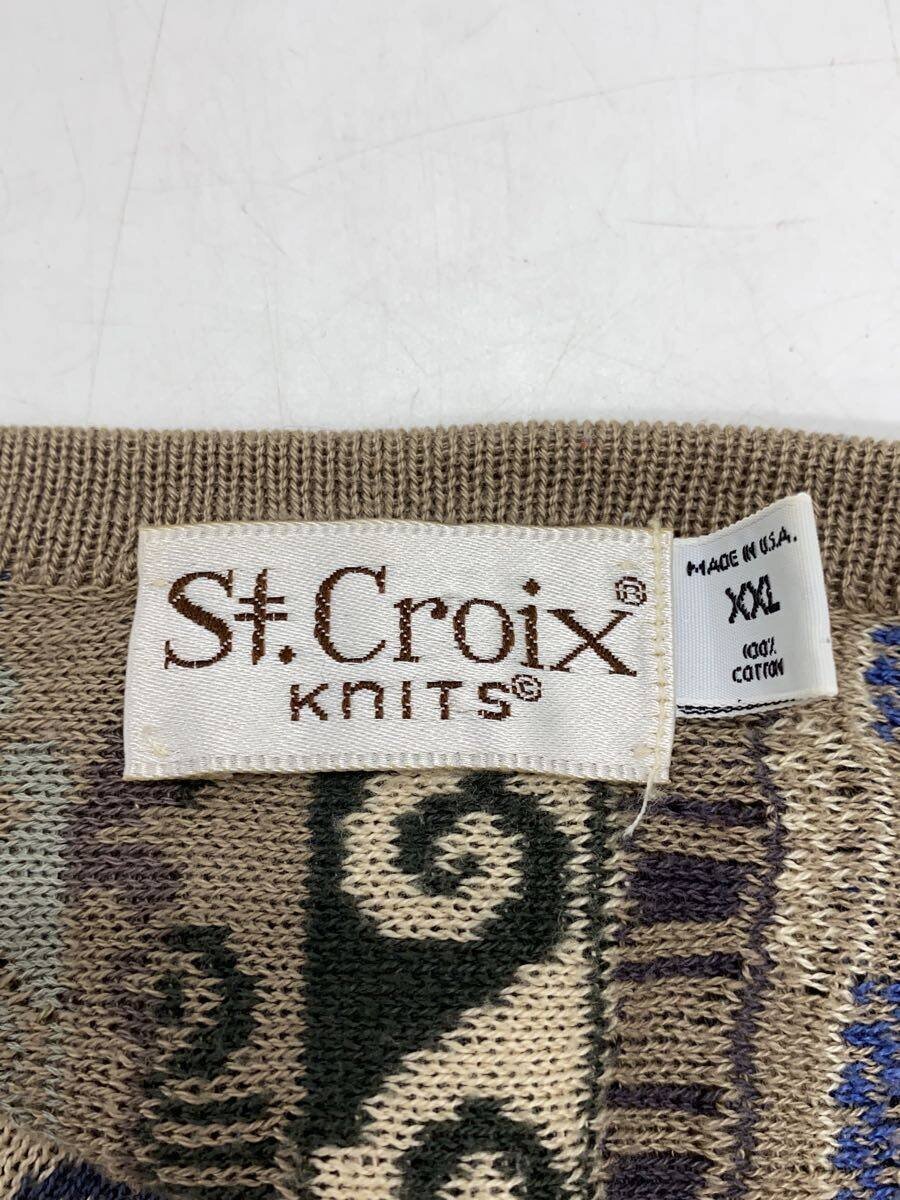 St.Croix®
KNITS©
MADE IN U.S.A.
XXL
100%
COTTON